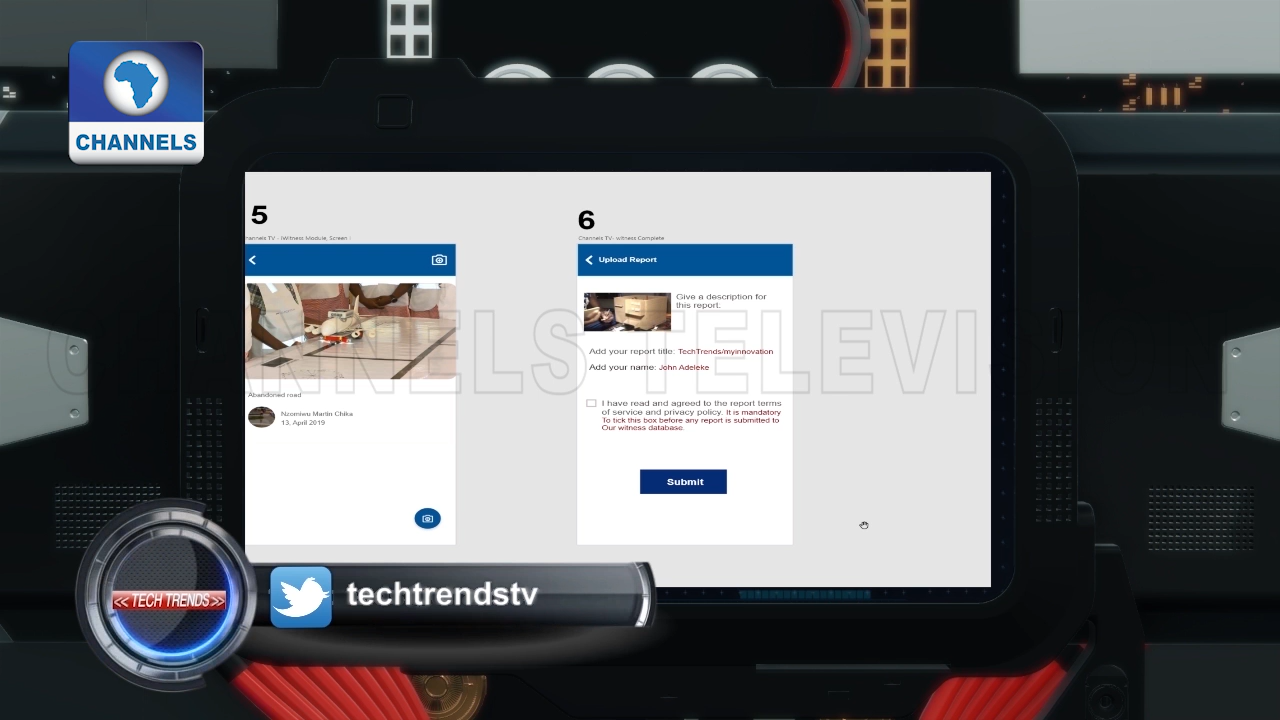 CHANNELS
5
hannels TV - iWitness Module, Screen
6
Channels TV- witness Complete
Upload Report
Give a description for
this report.
CHANNELS TELEVISION
Add your report title: TechTrends/myinnovation
Add your name: John Adeleke
Abandoned road
Nzomiwu Martin Chika
13, April 2019
I have read and agreed to the report terms
of service and privacy policy. It is mandatory
To tick this box before any report is submitted to
Our witness database.
Submit
<< TECH TRENDS >>
techtrendstv